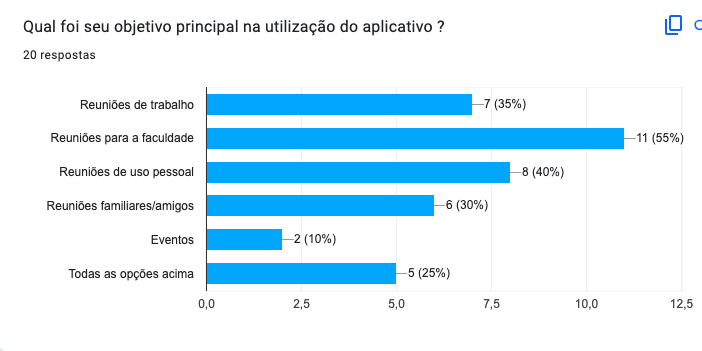 Qual foi seu objetivo principal na utilização do aplicativo ?
20 respostas
Reuniões de trabalho 7 (35%)
Reuniões para a faculdade 11 (55%)
Reuniões de uso pessoal 8 (40%)
Reuniões familiares/amigos 6 (30%)
Eventos 2 (10%)
Todas as opções acima 5 (25%)
0,0 2,5 5,0 7,5 10,0 12,5